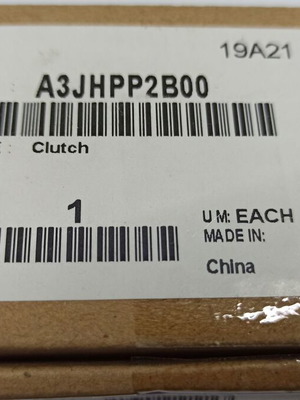 19A21
A3JHPP2B00
: Clutch
1
UM: EACH
MADE IN:
China